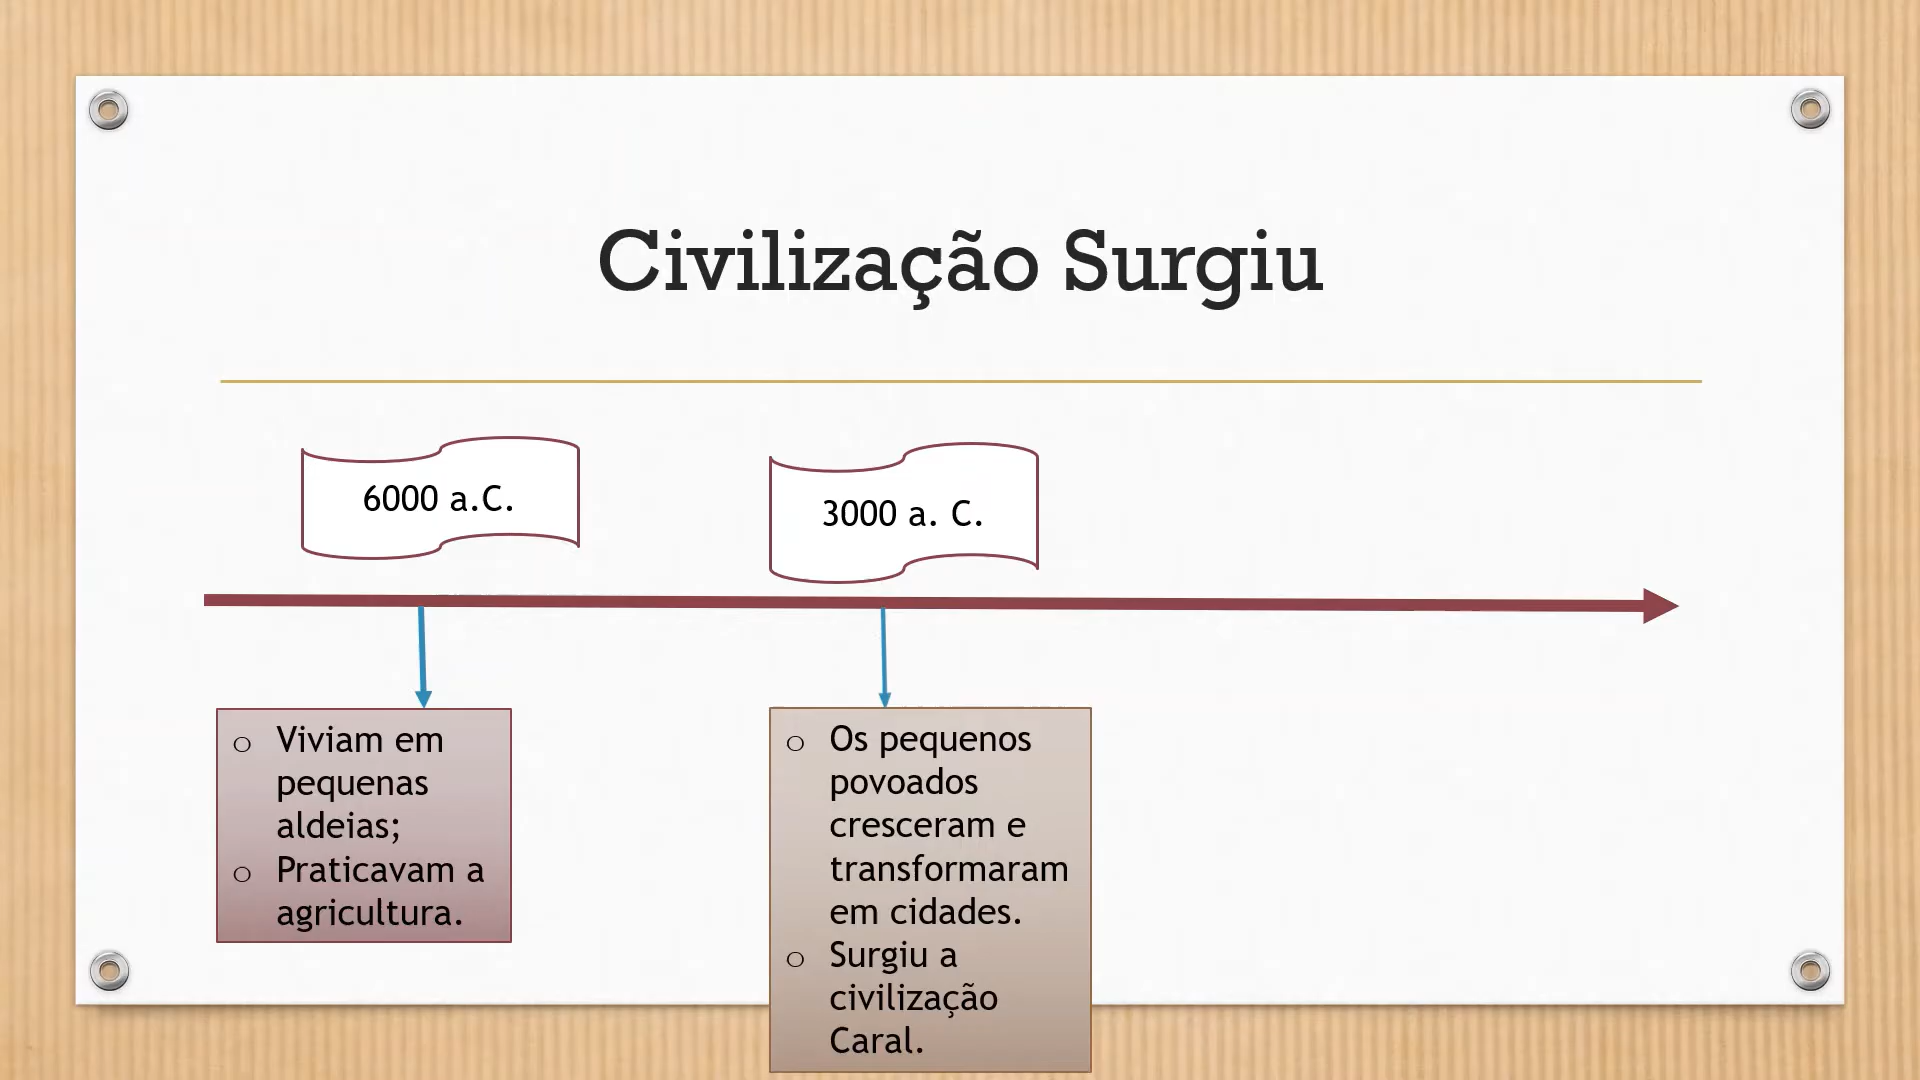 Civilização Surgiu
6000 a.C.
3000 a. C.
o Viviam em
pequenas
aldeias;
o Praticavam a
agricultura.
o Os pequenos
povoados
cresceram e
transformaram
em cidades.
o Surgiu a
civilização
Caral.